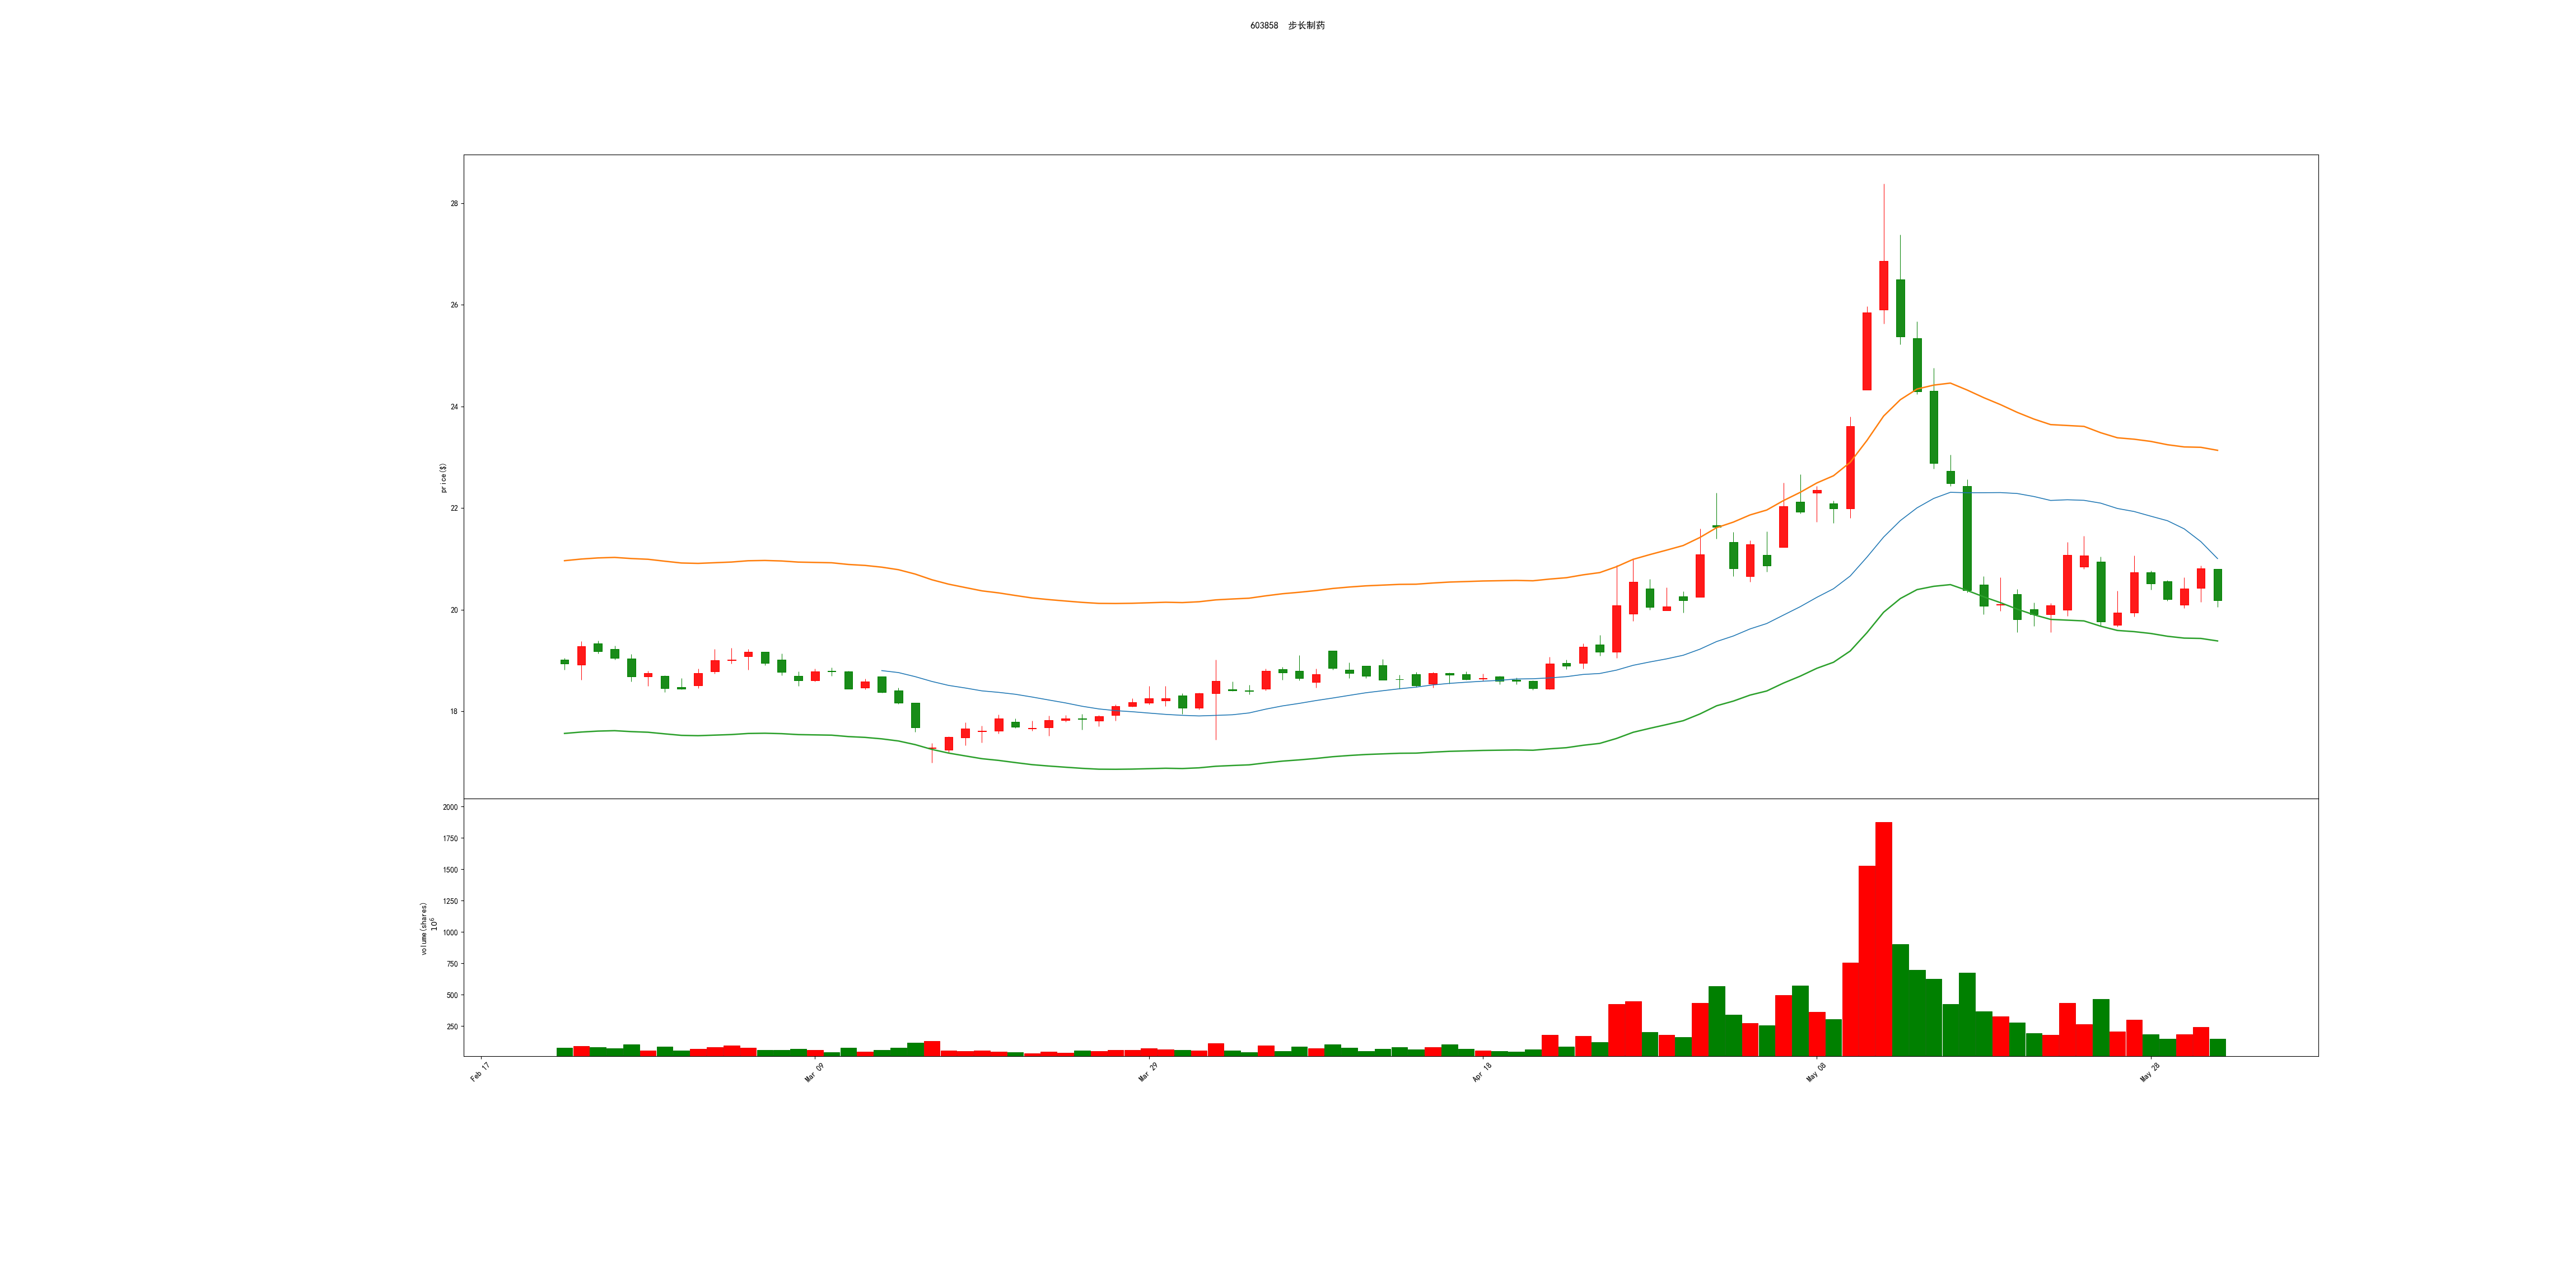 603858 步长制药
28
26
24
22
20
18
price($)
2000
1750
1500
1250
1000
750
500
250
volume(shares)
10⁶
Feb 17
Mar 09
Mar 29
Apr 18
May 08
May 28